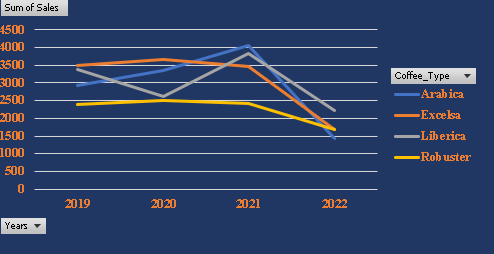 Sum of Sales
4500
4000
3500
3000
2500
2000
1500
1000
500
0
2019 2020 2021 2022
Coffee_Type
Arabica
Excelsa
Liberica
Robuster
Years